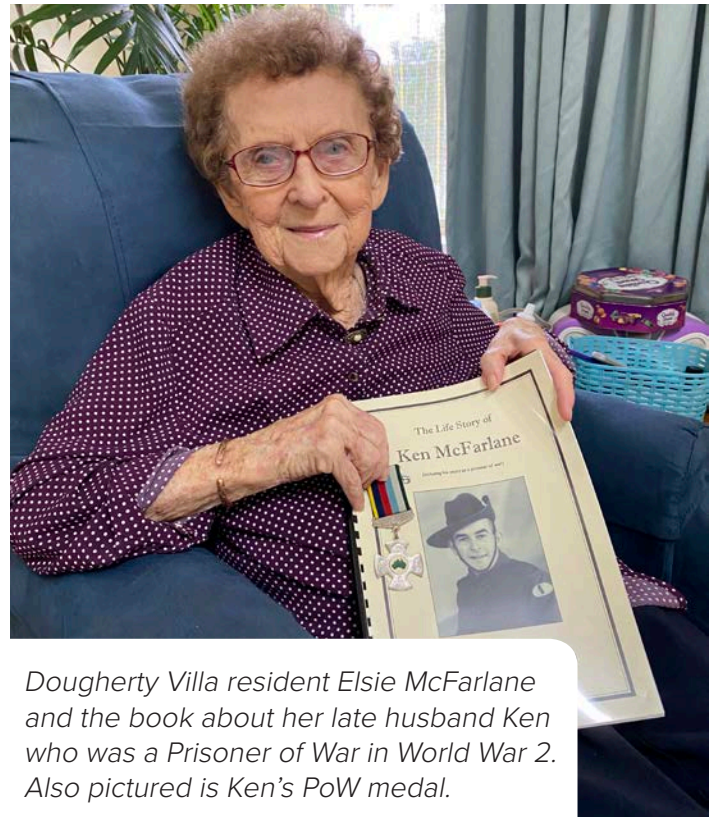 The Life Story of
Ken McFarlane
Dougherty Villa resident Elsie McFarlane
and the book about her late husband Ken
who was a Prisoner of War in World War 2.
Also pictured is Ken's PoW medal.